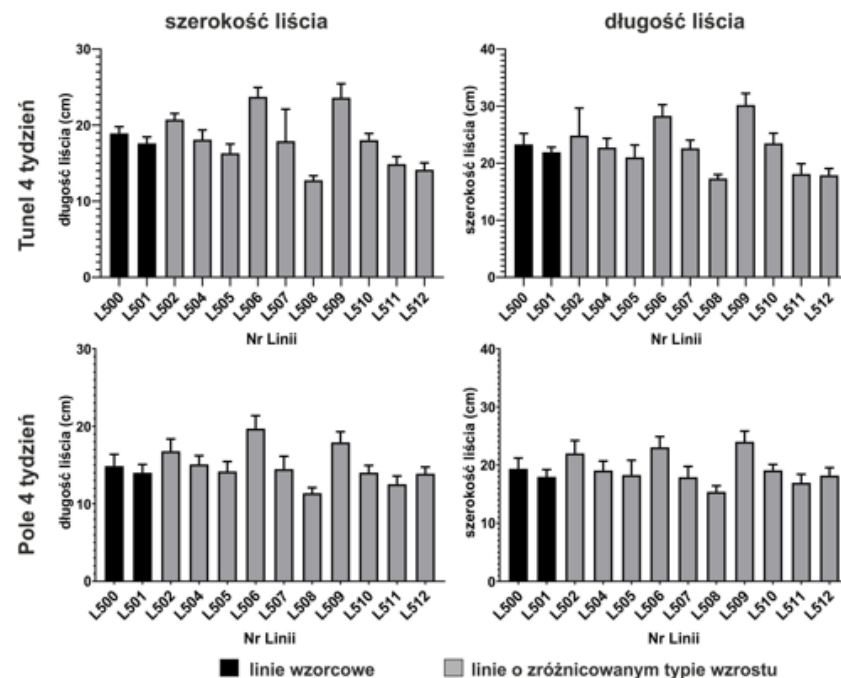 szerokość liścia
długość liścia
Tunel 4 tydzień
długość liścia (cm)
30
20
10
0
L500 L501 L502 L504 L505 L506 L507 L508 L509 L510 L511 L512
Nr Linii
szerokość liścia (cm)
40
30
20
10
0
L500 L501 L502 L504 L505 L506 L507 L508 L509 L510 L511 L512
Nr Linii
Pole 4 tydzień
długość liścia (cm)
30
20
10
0
L500 L501 L502 L504 L505 L506 L507 L508 L509 L510 L511 L512
Nr Linii
szerokość liścia (cm)
40
30
20
10
0
L500 L501 L502 L504 L505 L506 L507 L508 L509 L510 L511 L512
Nr Linii
linie wzorcowe
linie o zróżnicowanym typie wzrostu